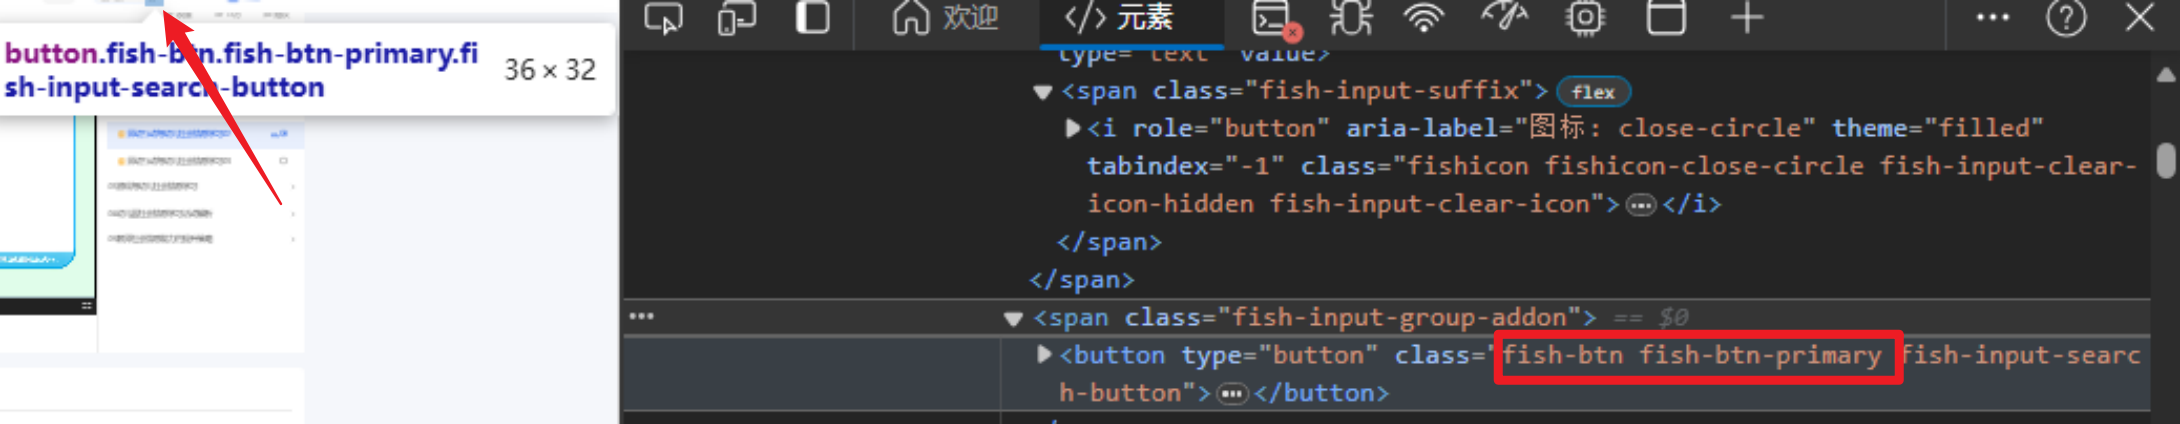 button.fish-btn.fish-btn-primary.fi
sh-input-search-button
36 × 32
欢迎
</> 元素
type="text" value>
<span class="fish-input-suffix"> flex
<i role="button" aria-label="图标: close-circle" theme="filled"
tabindex="-1" class="fishicon fishicon-close-circle fish-input-clear-
icon-hidden fish-input-clear-icon"> … </i>
</span>
</span>
<span class="fish-input-group-addon"> == $0
<button type="button" class="fish-btn fish-btn-primary fish-input-searc
h-button"> … </button>